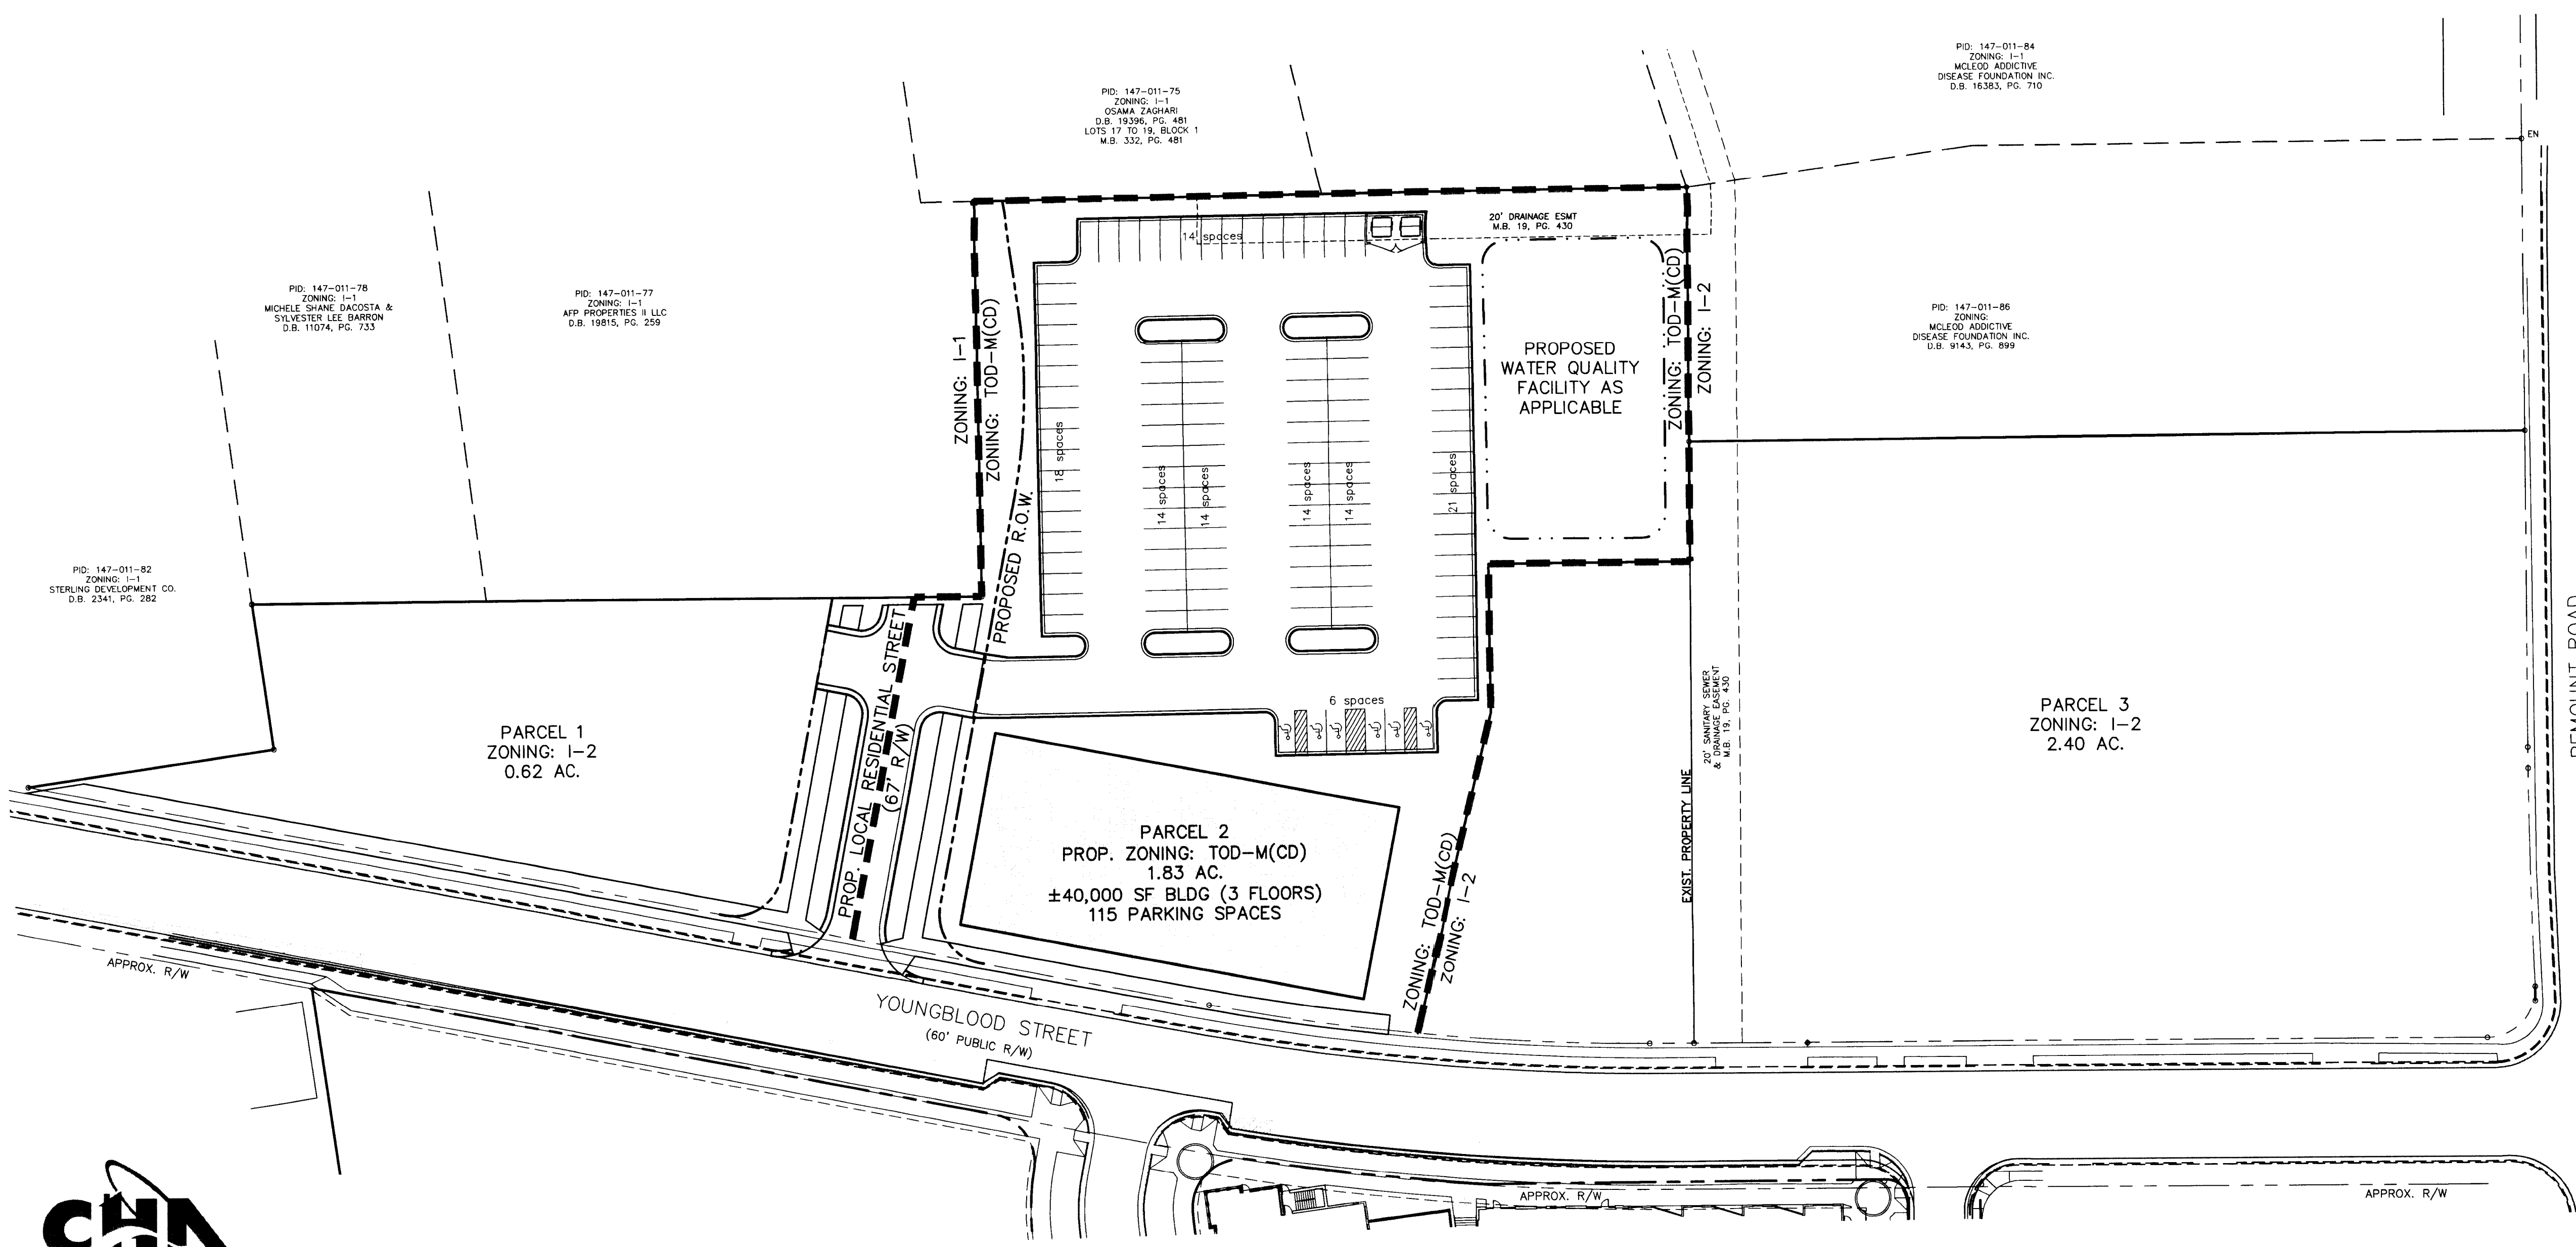 PID: 147-011-84
ZONING: I-1
MCLEOD ADDICTIVE
DISEASE FOUNDATION INC.
D.B. 16383, PG. 710
PID: 147-011-75
ZONING: I-1
OSAMA ZAGHARI
D.B. 19396, PG. 481
LOTS 17 TO 19, BLOCK 1
M.B. 332, PG. 481
EN
20' DRAINAGE ESMT
M.B. 19, PG. 430
14 spaces
PID: 147-011-78
ZONING: I-1
MICHELE SHANE DACOSTA &
SYLVESTER LEE BARRON
D.B. 11074, PG. 733
PID: 147-011-77
ZONING: I-1
AFP PROPERTIES II LLC
D.B. 19815, PG. 259
ZONING: I-1
ZONING: TOD-M(CD)
PROPOSED R.O.W.
18 spaces
14 spaces
14 spaces
14 spaces
14 spaces
21 spaces
PROPOSED
WATER QUALITY
FACILITY AS
APPLICABLE
ZONING: TOD-M(CD)
ZONING: I-2
PID: 147-011-86
ZONING:
MCLEOD ADDICTIVE
DISEASE FOUNDATION INC.
D.B. 9143, PG. 899
PID: 147-011-82
ZONING: I-1
STERLING DEVELOPMENT CO.
D.B. 2341, PG. 282
PARCEL 1
ZONING: I-2
0.62 AC.
PROP. LOCAL RESIDENTIAL STREET
(67' R/W)
6 spaces
20' SANITARY SEWER
& DRAINAGE EASEMENT
M.B. 19, PG. 430
EXIST. PROPERTY LINE
PARCEL 3
ZONING: I-2
2.40 AC.
REMOUNT ROAD
PARCEL 2
PROP. ZONING: TOD-M(CD)
1.83 AC.
±40,000 SF BLDG (3 FLOORS)
115 PARKING SPACES
ZONING: TOD-M(CD)
ZONING: I-2
APPROX. R/W
YOUNGBLOOD STREET
(60' PUBLIC R/W)
APPROX. R/W
APPROX. R/W